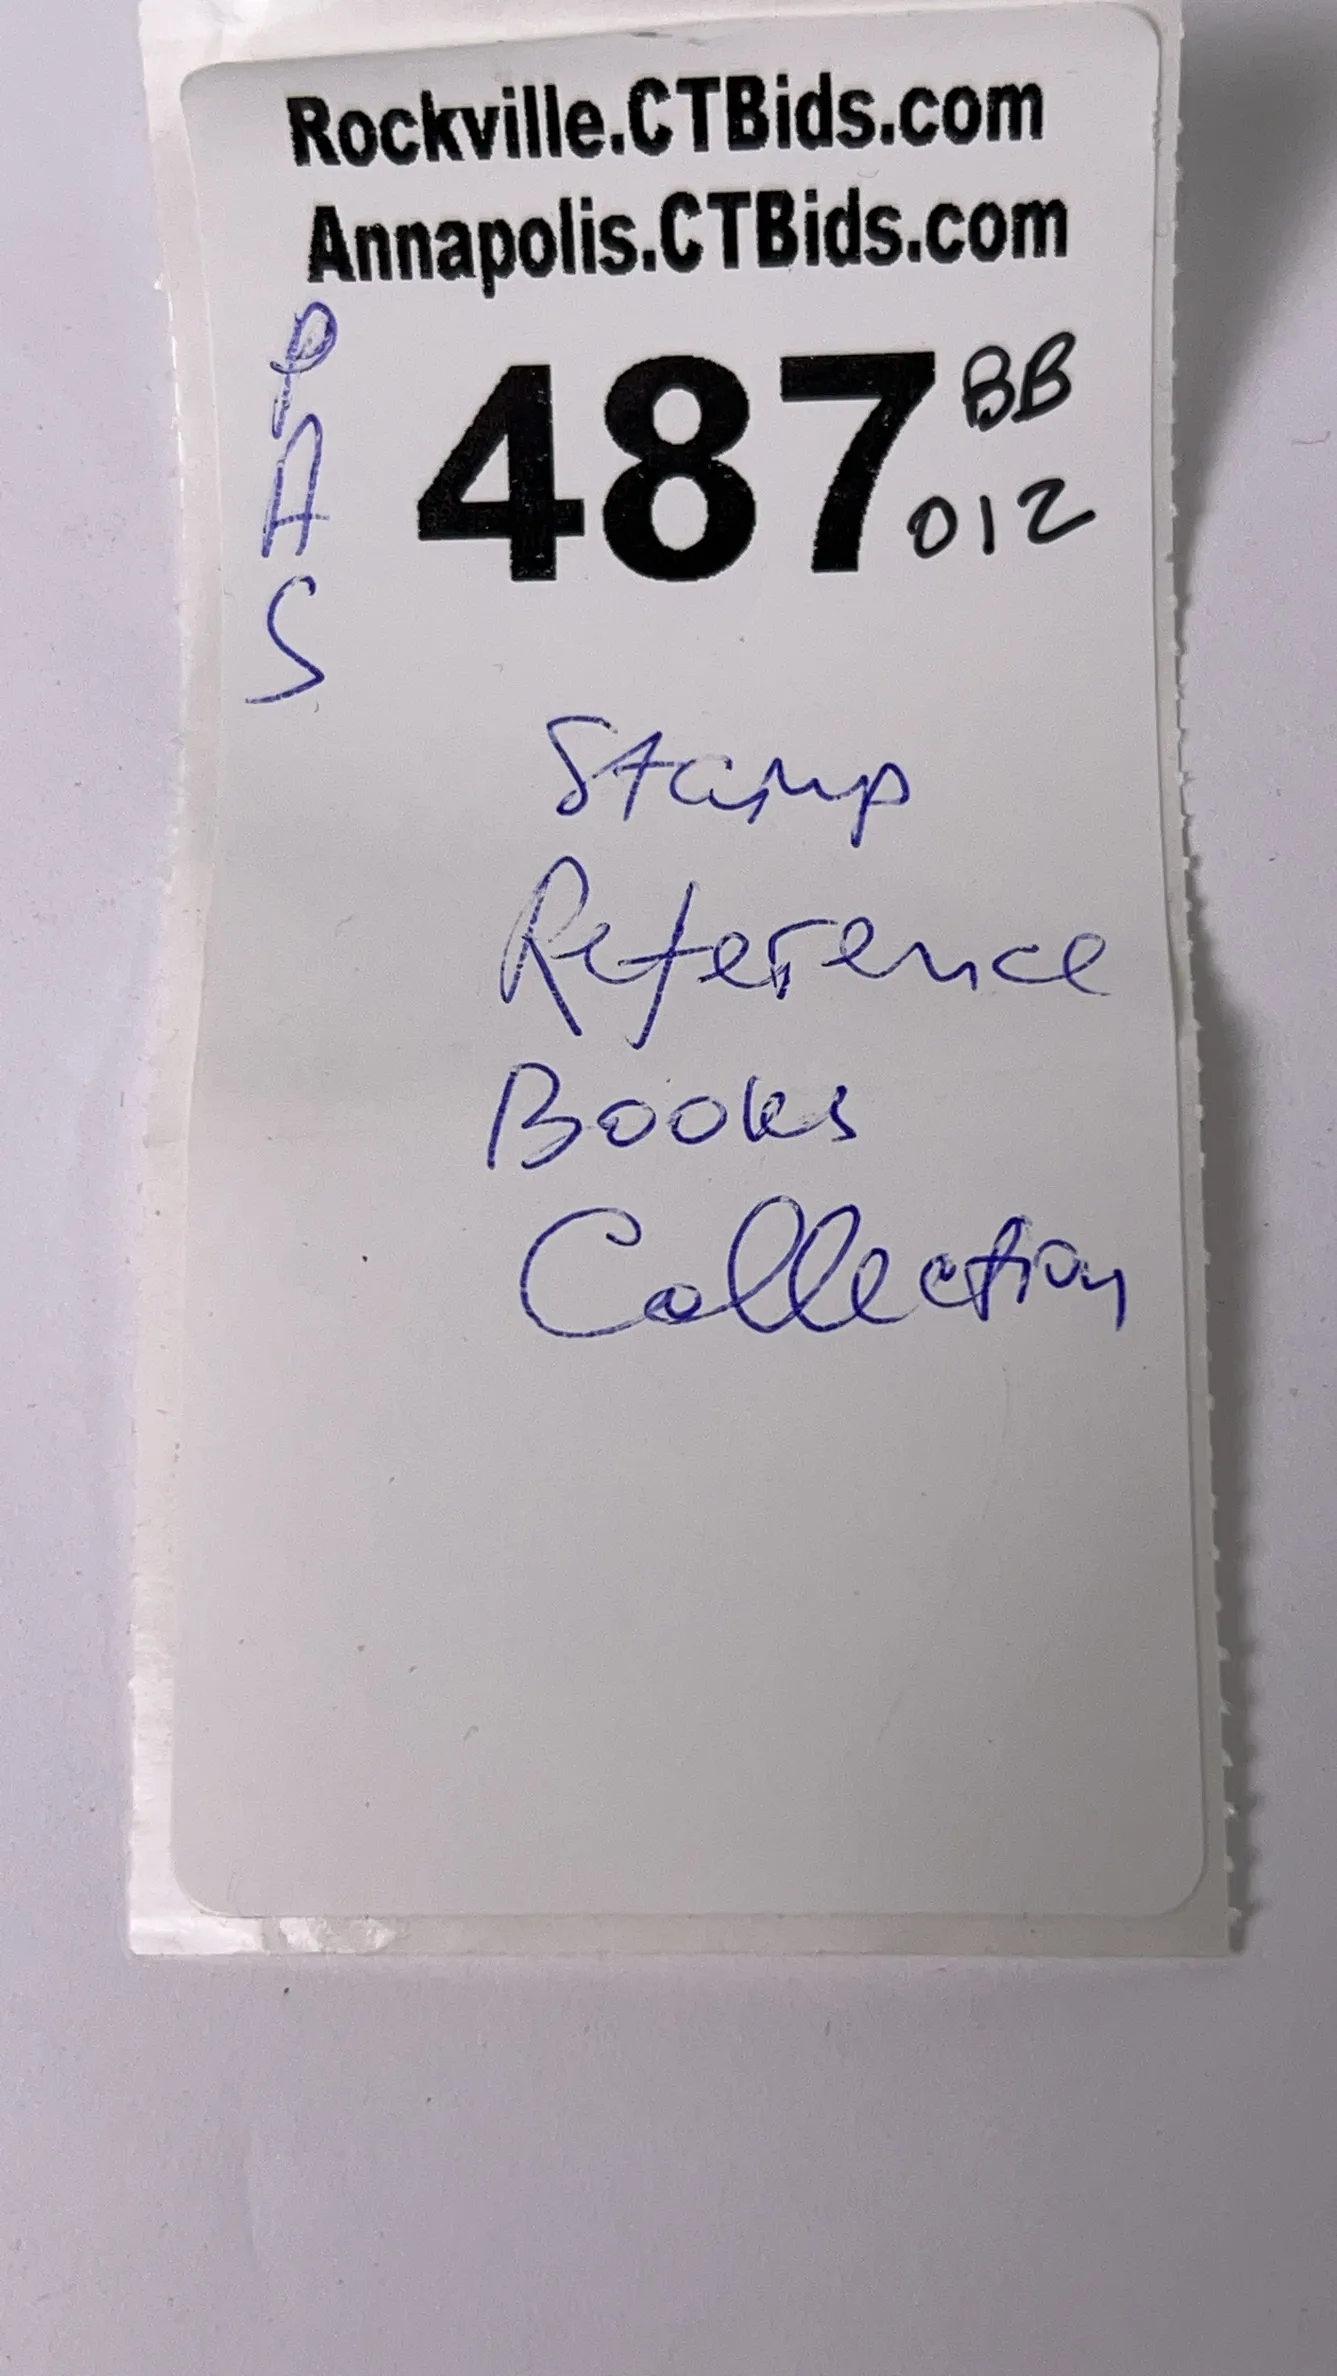 Rockville.CTBids.com
Annapolis.CTBids.com
P
A
S
487
BB
012
Stamp
Reference
Books
Collection